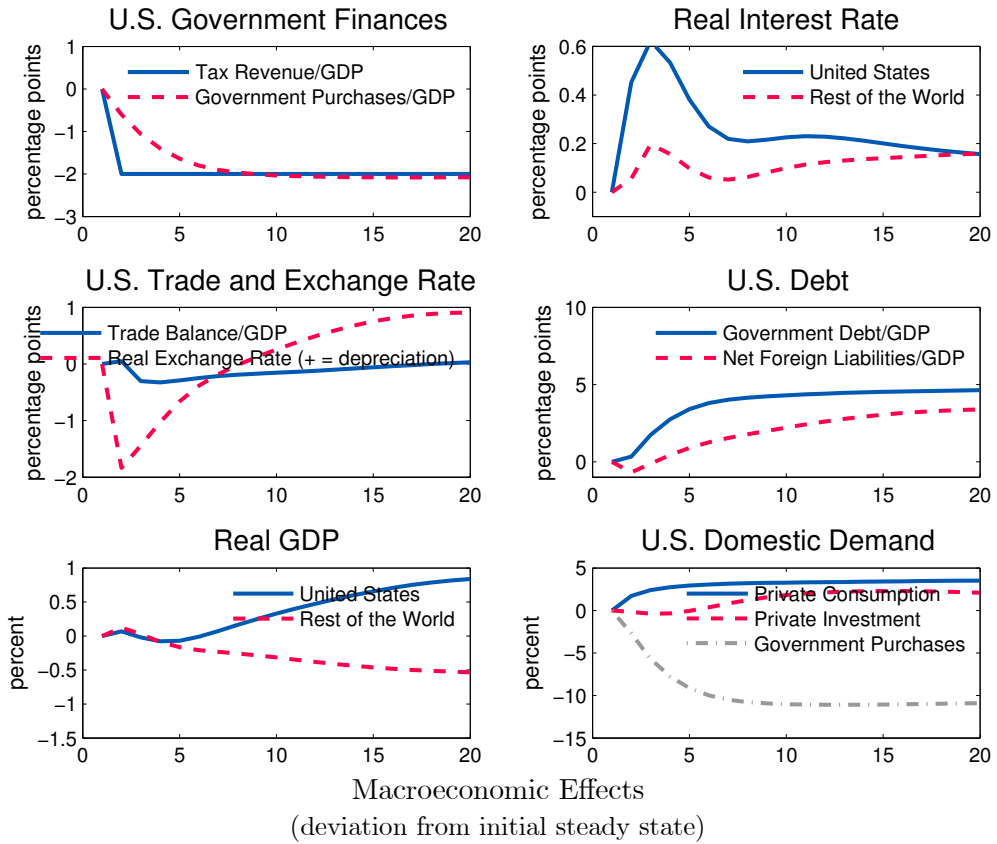 U.S. Government Finances
percentage points
1
0
−1
−2
−3
Tax Revenue/GDP
Government Purchases/GDP
0 5 10 15 20
Real Interest Rate
percentage points
0.6
0.4
0.2
0
United States
Rest of the World
0 5 10 15 20
U.S. Trade and Exchange Rate
percentage points
1
0
−1
−2
Trade Balance/GDP
Real Exchange Rate (+ = depreciation)
0 5 10 15 20
U.S. Debt
percentage points
10
5
0
Government Debt/GDP
Net Foreign Liabilities/GDP
0 5 10 15 20
Real GDP
percent
1
0.5
0
−0.5
−1
−1.5
United States
Rest of the World
0 5 10 15 20
U.S. Domestic Demand
percent
5
0
−5
−10
−15
Private Consumption
Private Investment
Government Purchases
0 5 10 15 20
Macroeconomic Effects
(deviation from initial steady state)